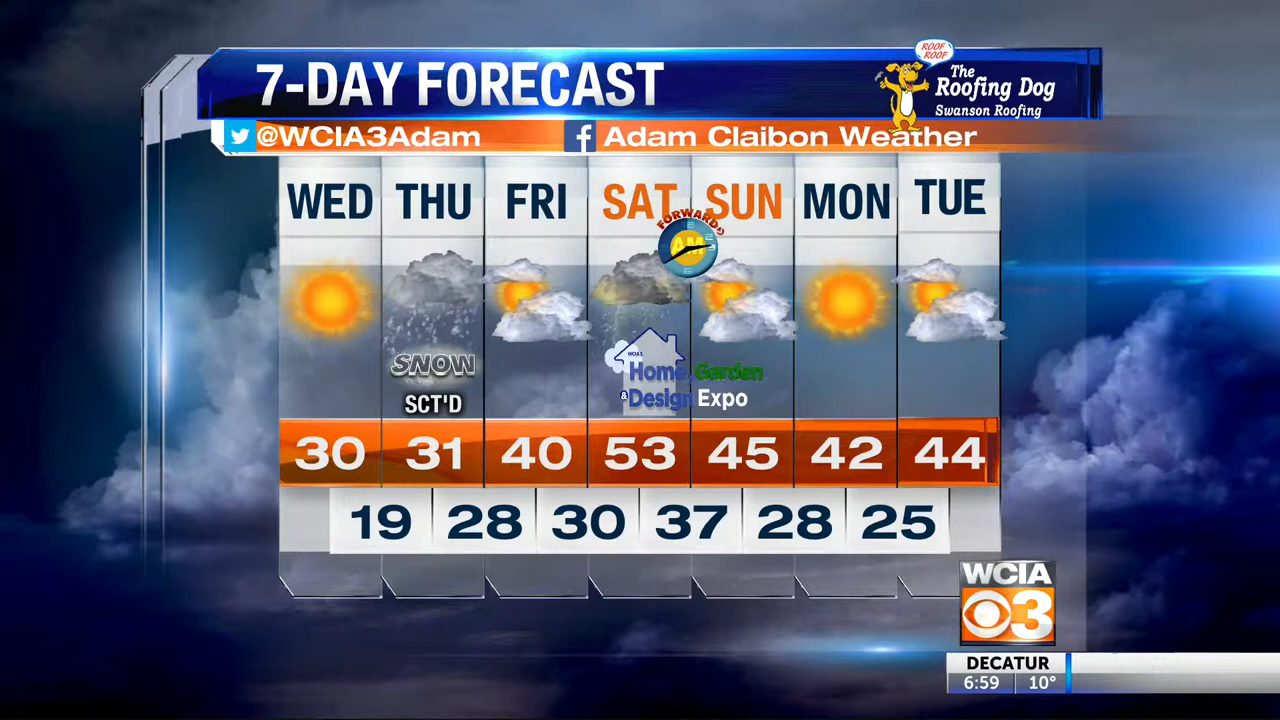 ROOF
ROOF
7-DAY FORECAST
The
Roofing Dog
Swanson Roofing
@WCIA3Adam
f Adam Claibon Weather
WED THU FRI SAT SUN MON TUE
FORWARD
AM
SNOW
SCT'D
WCIA3
Home, Garden
& Design Expo
30 31 40 53 45 42 44
19 28 30 37 28 25
WCIA
3
DECATUR
6:59 10°